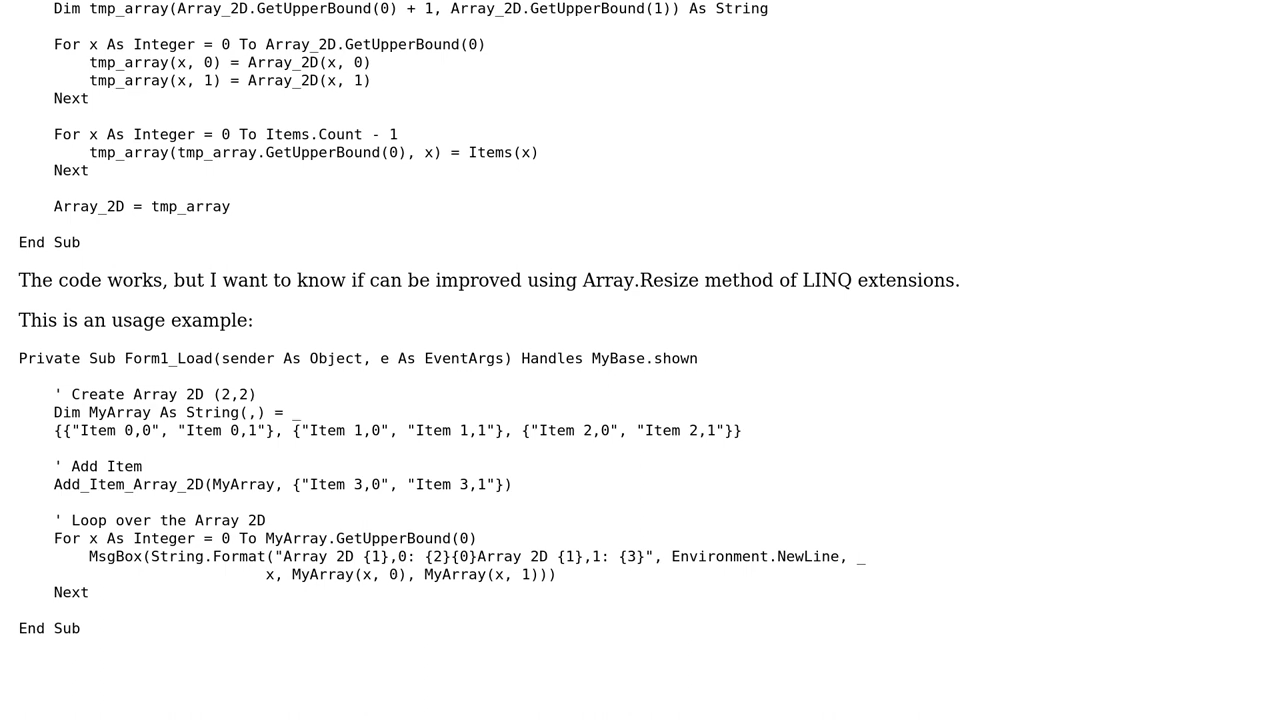 Dim tmp_array(Array_2D.GetUpperBound(0) + 1, Array_2D.GetUpperBound(1)) As String

    For x As Integer = 0 To Array_2D.GetUpperBound(0)
        tmp_array(x, 0) = Array_2D(x, 0)
        tmp_array(x, 1) = Array_2D(x, 1)
    Next

    For x As Integer = 0 To Items.Count - 1
        tmp_array(tmp_array.GetUpperBound(0), x) = Items(x)
    Next

    Array_2D = tmp_array

End Sub
The code works, but I want to know if can be improved using Array.Resize method of LINQ extensions.
This is an usage example:
Private Sub Form1_Load(sender As Object, e As EventArgs) Handles MyBase.shown

    ' Create Array 2D (2,2)
    Dim MyArray As String(,) = _
    {{"Item 0,0", "Item 0,1"}, {"Item 1,0", "Item 1,1"}, {"Item 2,0", "Item 2,1"}}

    ' Add Item
    Add_Item_Array_2D(MyArray, {"Item 3,0", "Item 3,1"})

    ' Loop over the Array 2D
    For x As Integer = 0 To MyArray.GetUpperBound(0)
        MsgBox(String.Format("Array 2D {1},0: {2}{0}Array 2D {1},1: {3}", Environment.NewLine, _
                            x, MyArray(x, 0), MyArray(x, 1)))
    Next

End Sub